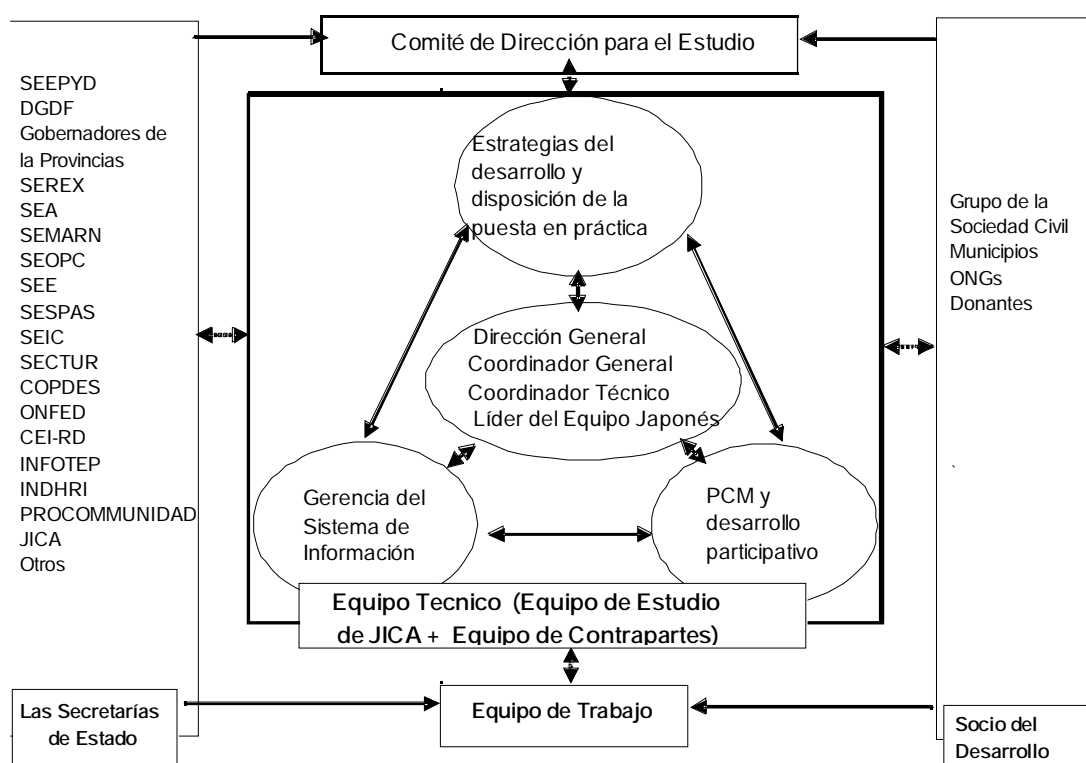 Comité de Dirección para el Estudio
SEEPYD
DGDF
Gobernadores de
la Provincias
SEREX
SEA
SEMARN
SEOPC
SEE
SESPAS
SEIC
SECTUR
COPDES
ONFED
CEI-RD
INFOTEP
INDHRI
PROCOMMUNIDAD
JICA
Otros
Las Secretarías
de Estado
Estrategias del
desarrollo y
disposición de la
puesta en práctica
Dirección General
Coordinador General
Coordinador Técnico
Líder del Equipo Japonés
Gerencia del
Sistema de
Información
PCM y
desarrollo
participativo
Equipo Tecnico (Equipo de Estudio
de JICA + Equipo de Contrapartes)
Equipo de Trabajo
Grupo de la
Sociedad Civil
Municipios
ONGs
Donantes
Socio del
Desarrollo